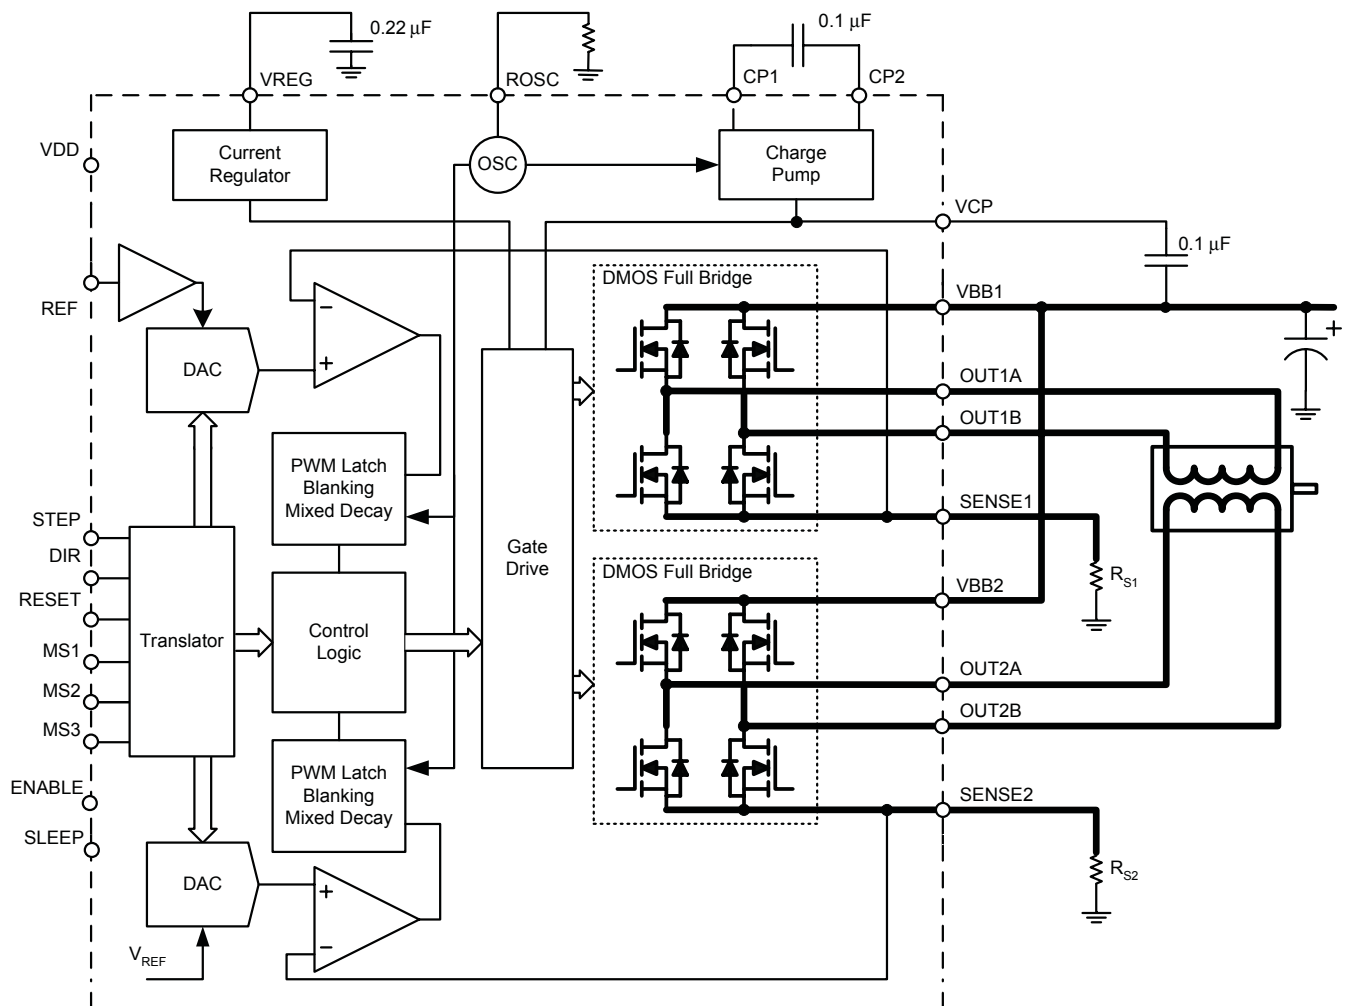 0.22 μF
0.1 μF
VREG
ROSC
CP1
CP2
VDD
Current
Regulator
OSC
Charge
Pump
VCP
0.1 μF
REF
DAC
−
+
DMOS Full Bridge
VBB1
+
OUT1A
OUT1B
PWM Latch
Blanking
Mixed Decay
SENSE1
STEP
DIR
RESET
MS1
MS2
MS3
Translator
Control
Logic
Gate
Drive
DMOS Full Bridge
RS1
VBB2
OUT2A
OUT2B
PWM Latch
Blanking
Mixed Decay
ENABLE
SLEEP
SENSE2
DAC
+
−
RS2
VREF